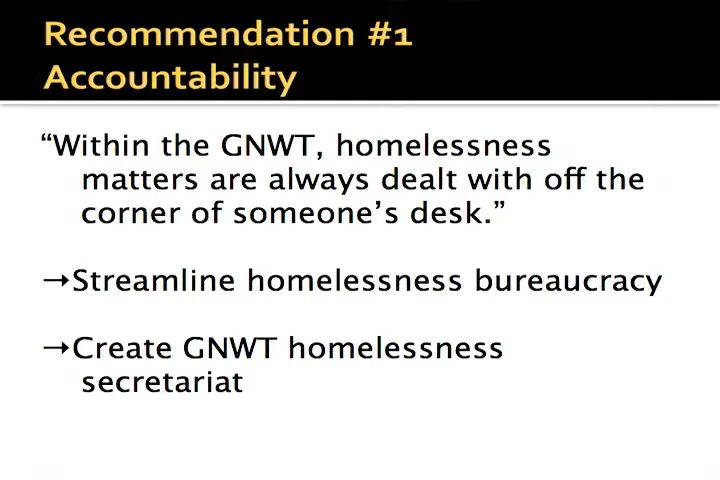 Recommendation #1
Accountability
“Within the GNWT, homelessness
matters are always dealt with off the
corner of someone’s desk.”
→Streamline homelessness bureaucracy
→Create GNWT homelessness
secretariat